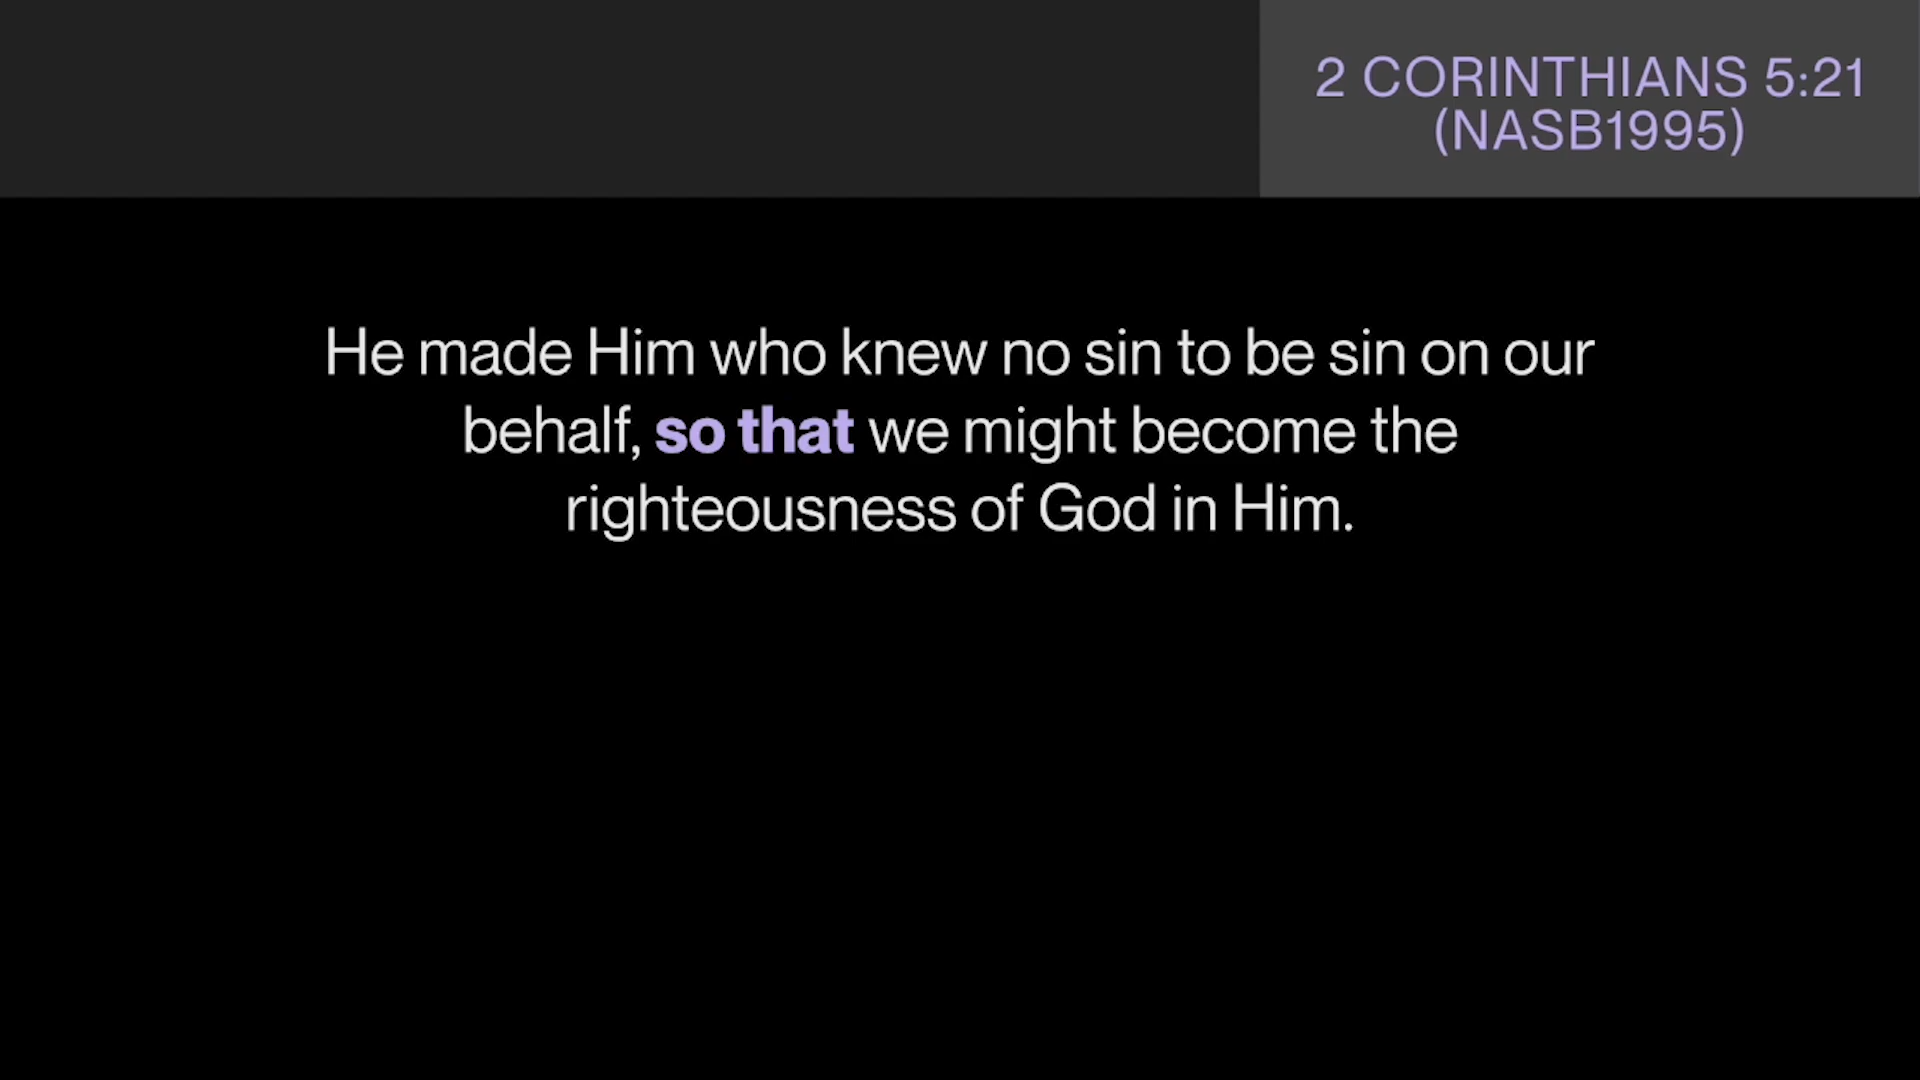 2 CORINTHIANS 5:21
(NASB1995)
He made Him who knew no sin to be sin on our
behalf, so that we might become the
righteousness of God in Him.